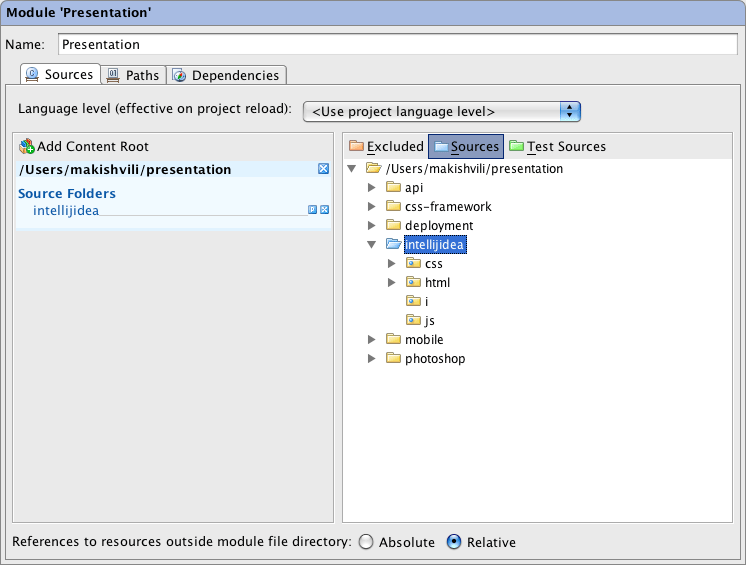 Module 'Presentation'
Name: Presentation
Sources Paths Dependencies
Language level (effective on project reload): <Use project language level>
Add Content Root
/Users/makishvili/presentation
Source Folders
intellijidea
Excluded Sources Test Sources
/Users/makishvili/presentation
api
css-framework
deployment
intellijidea
css
html
i
js
mobile
photoshop
References to resources outside module file directory: Absolute Relative